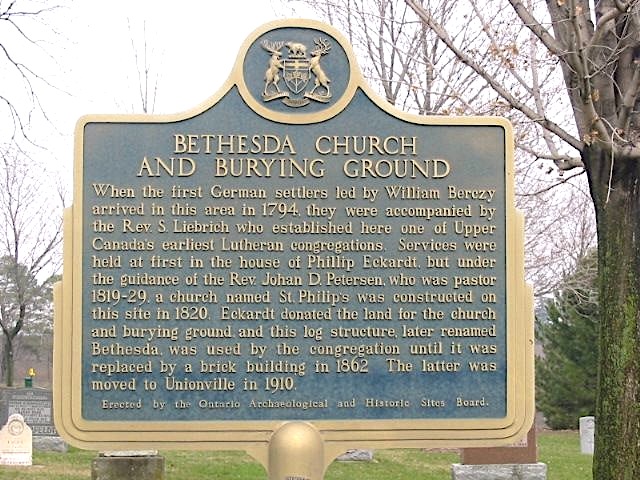 BETHESDA CHURCH
AND BURYING GROUND
When the first German settlers led by William Berczy
arrived in this area in 1794, they were accompanied by
the Rev. S. Liebrich who established here one of Upper
Canada's earliest Lutheran congregations. Services were
held at first in the house of Phillip Eckardt, but under
the guidance of the Rev. Johan D. Petersen, who was pastor
1819-29, a church named St. Philip's was constructed on
this site in 1820. Eckardt donated the land for the church
and burying ground and this log structure, later renamed
Bethesda, was used by the congregation until it was
replaced by a brick building in 1862 The latter was
moved to Unionville in 1910.
Erected by the Ontario Archaeological and Historic Sites Board.